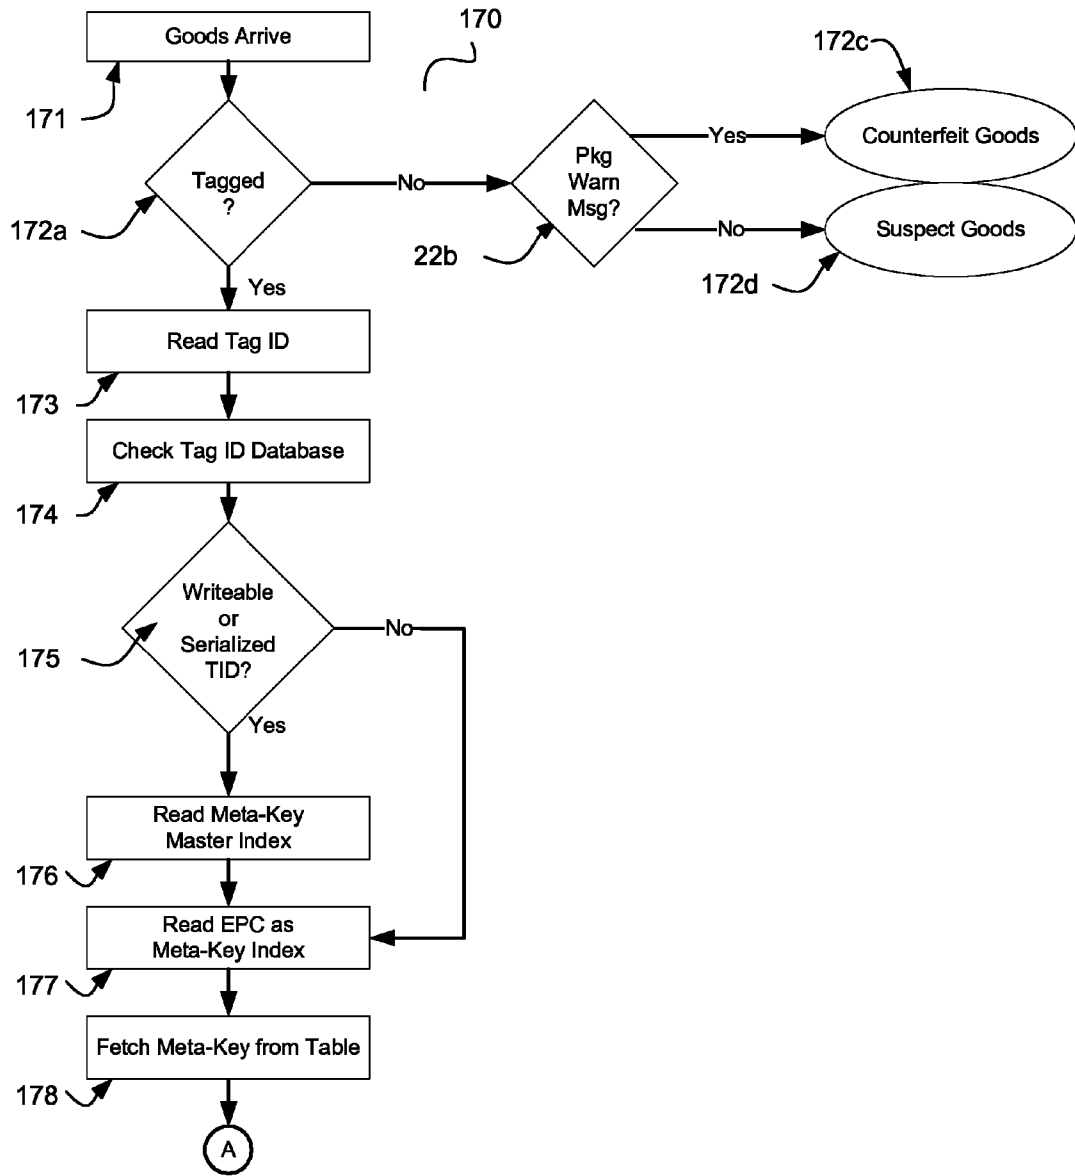 Goods Arrive
170
172c
171
Yes
Counterfeit Goods
Pkg
Warn
Msg?
Tagged
?
No
172a
No
Suspect Goods
22b
172d
Yes
Read Tag ID
173
Check Tag ID Database
174
Writeable
or
Serialized
TID?
No
175
Yes
Read Meta-Key
Master Index
176
Read EPC as
Meta-Key Index
177
Fetch Meta-Key from Table
178
A